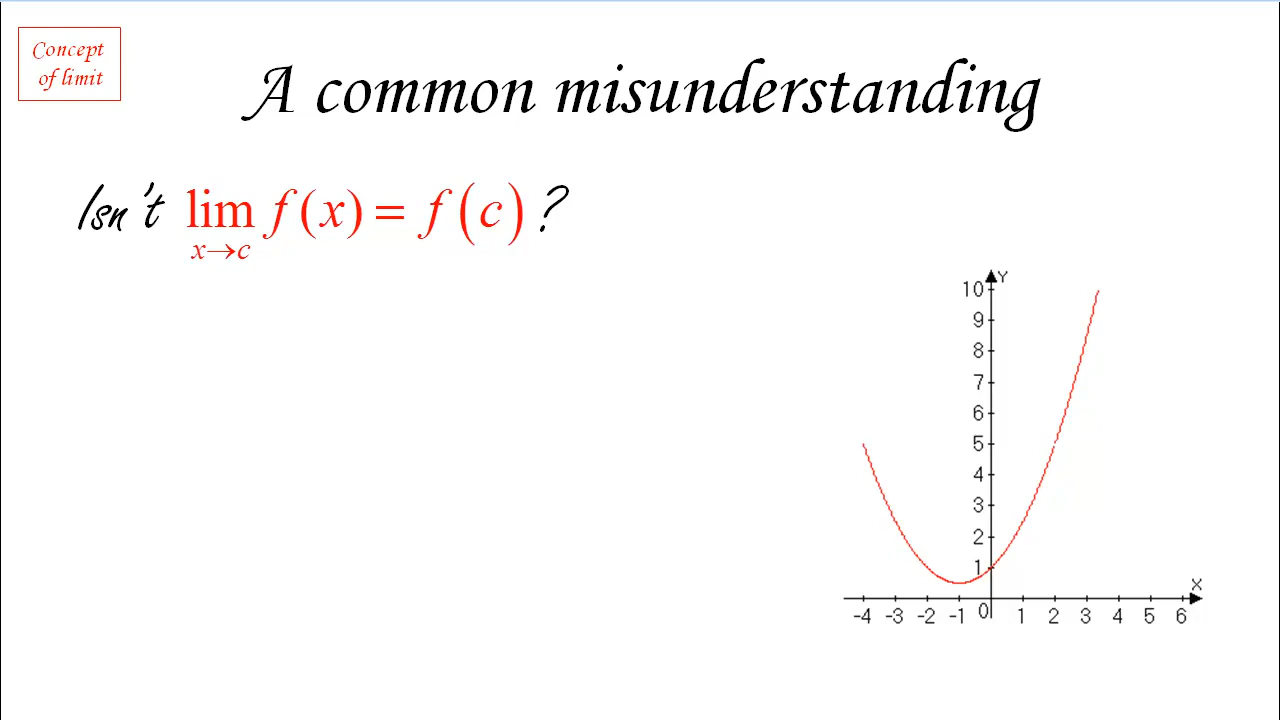 Concept
of limit
A common misunderstanding
Isn't lim f(x) = f(c) ?
x→c
Y
10
9
8
7
6
5
4
3
2
1
X
-4 -3 -2 -1 0 1 2 3 4 5 6